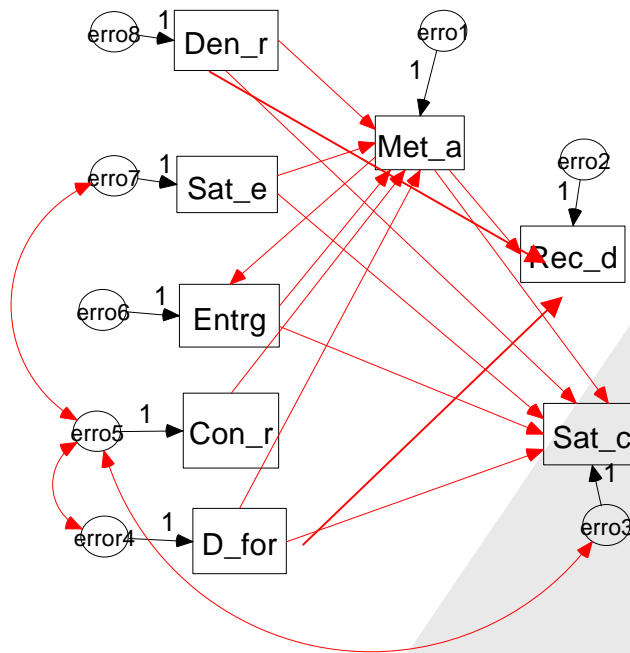 erro8
1
Den_r
erro1
1
Met_a
erro7
1
Sat_e
erro2
1
Rec_d
erro6
1
Entrg
erro5
1
Con_r
Sat_c
1
erro3
error4
1
D_for